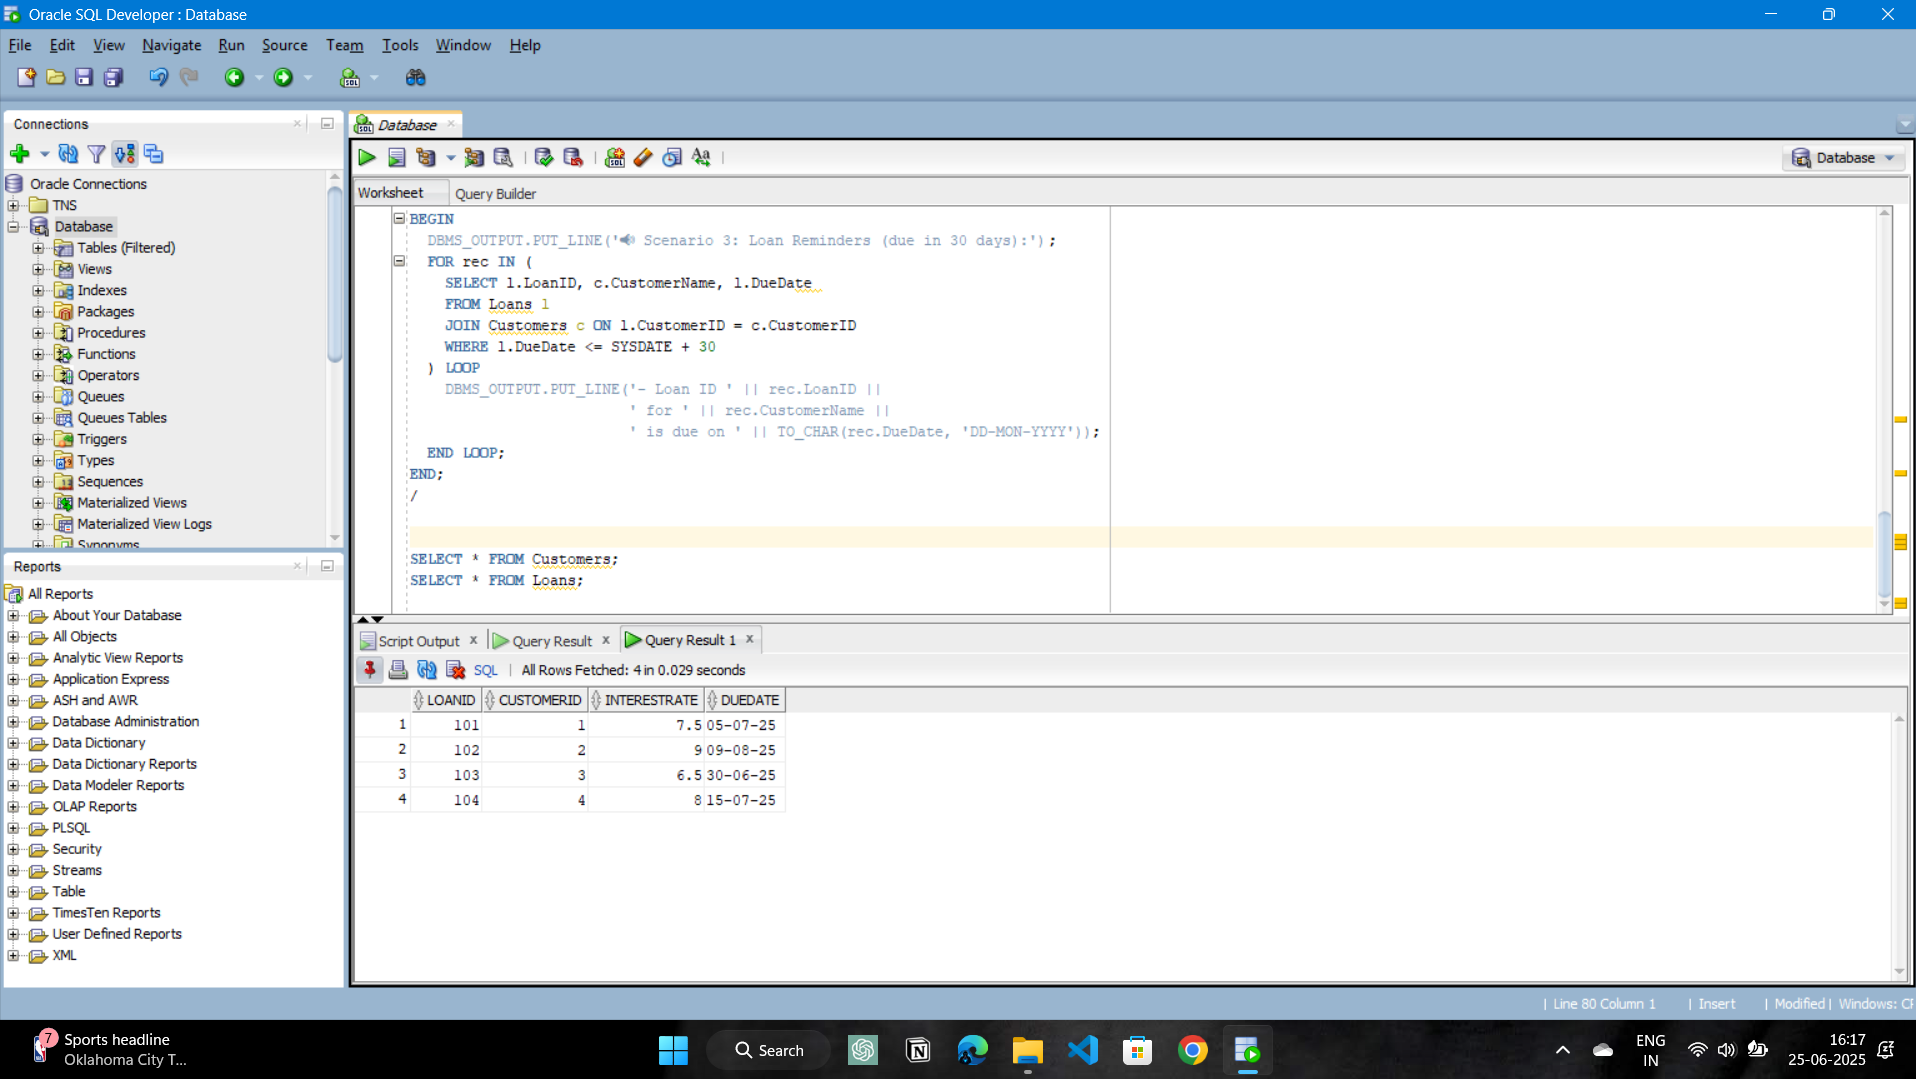 Oracle SQL Developer : Database
File Edit View Navigate Run Source Team Tools Window Help
Connections
Oracle Connections
TNS
Database
Tables (Filtered)
Views
Indexes
Packages
Procedures
Functions
Operators
Queues
Queues Tables
Triggers
Types
Sequences
Materialized Views
Materialized View Logs
Synonyms
Reports
All Reports
About Your Database
All Objects
Analytic View Reports
Application Express
ASH and AWR
Database Administration
Data Dictionary
Data Dictionary Reports
Data Modeler Reports
OLAP Reports
PLSQL
Security
Streams
Table
TimesTen Reports
User Defined Reports
XML
Database
Database
Worksheet Query Builder
BEGIN
DBMS_OUTPUT.PUT_LINE('🔊 Scenario 3: Loan Reminders (due in 30 days):');
FOR rec IN (
SELECT l.LoanID, c.CustomerName, l.DueDate
FROM Loans l
JOIN Customers c ON l.CustomerID = c.CustomerID
WHERE l.DueDate <= SYSDATE + 30
) LOOP
DBMS_OUTPUT.PUT_LINE('- Loan ID ' || rec.LoanID ||
' for ' || rec.CustomerName ||
' is due on ' || TO_CHAR(rec.DueDate, 'DD-MON-YYYY'));
END LOOP;
END;
/
SELECT * FROM Customers;
SELECT * FROM Loans;
Script Output Query Result Query Result 1
SQL All Rows Fetched: 4 in 0.029 seconds
LOANID CUSTOMERID INTERESTRATE DUEDATE
1 101 1 7.5 05-07-25
2 102 2 9 09-08-25
3 103 3 6.5 30-06-25
4 104 4 8 15-07-25
Line 80 Column 1 Insert Modified Windows:
7 Sports headline
Oklahoma City T...
Search
ENG
IN
16:17
25-06-2025